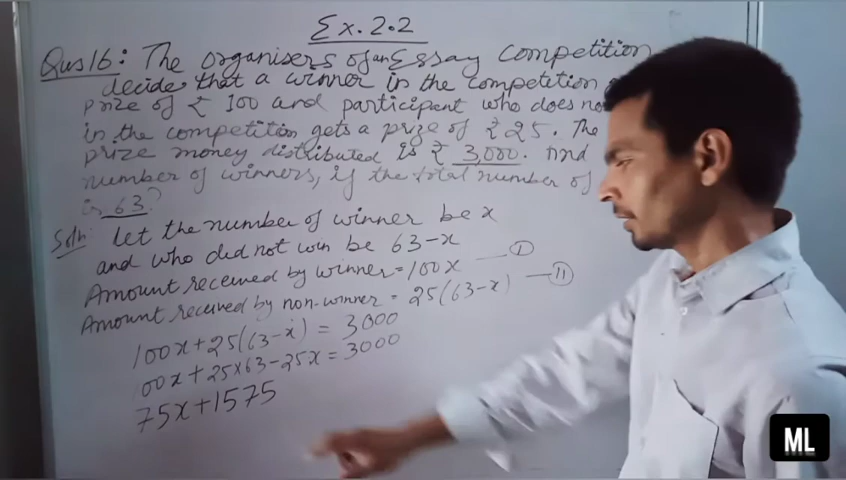 Ex. 2.2
Qus 16: The organisers of an Essay Competition
decide that a winner in the competition
prize of ₹ 100 and participant who does no
in the competition gets a prize of ₹ 25. The
prize money distributed is ₹ 3,000. Find
number of winners, if the total number of
is 63?
Soln: Let the number of winner be x
and who did not win be 63-x
Amount received by winner = 100x — I
Amount received by non-winner = 25(63-x) — II
100x+25(63-x) = 3000
00x + 25x63-25x = 3000
75x+1575
ML